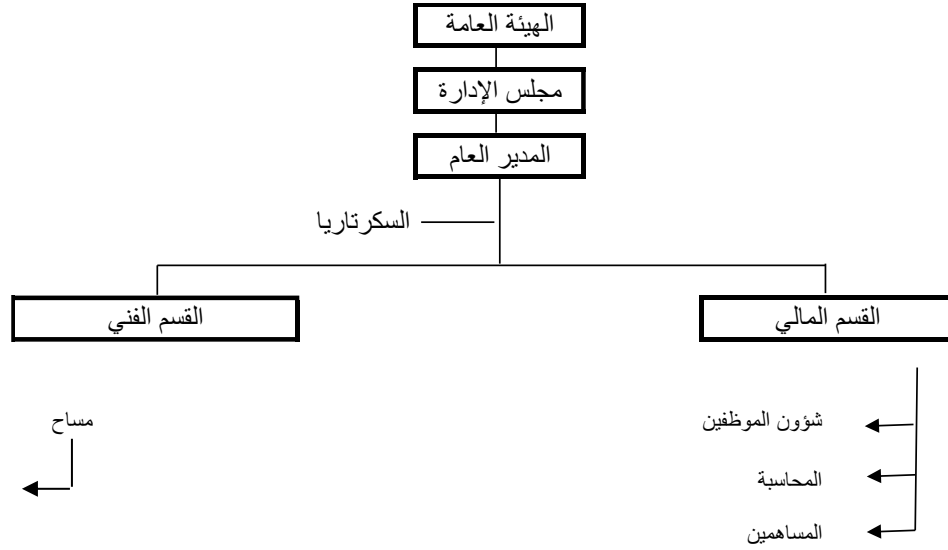 الهيئة العامة
مجلس الإدارة
المدير العام
السكرتاريا
القسم المالي
القسم الفني
شؤون الموظفين
المحاسبة
المساهمين
مساح